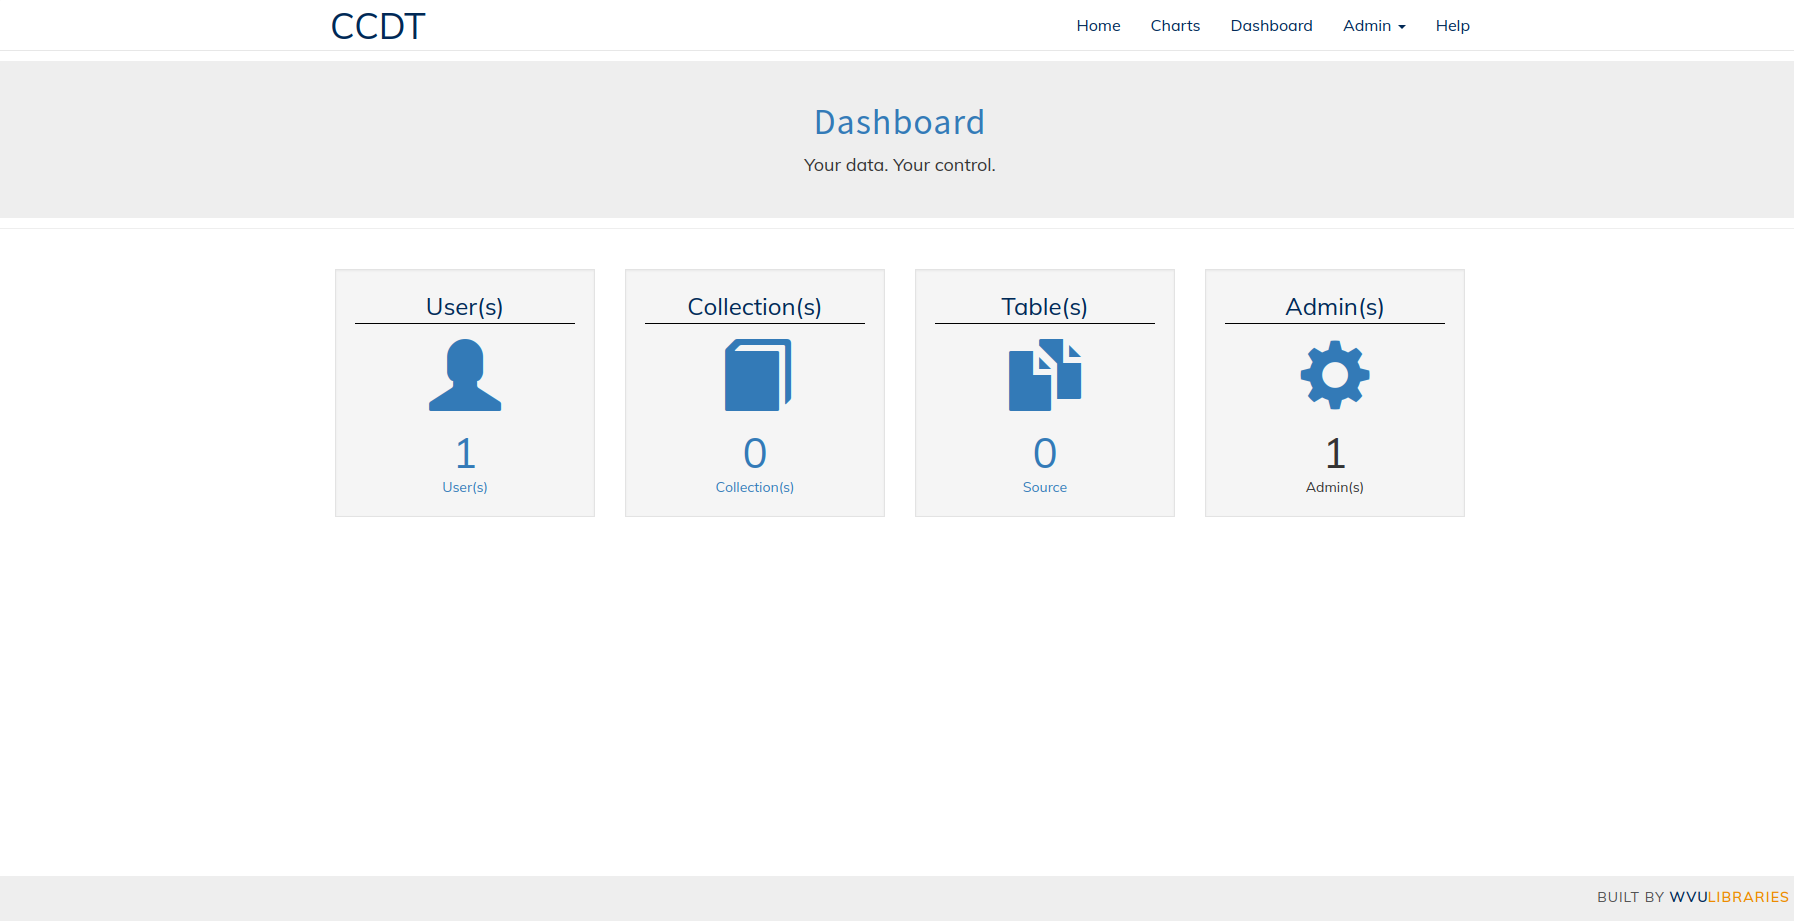 CCDT
Home Charts Dashboard Admin Help
Dashboard
Your data. Your control.
User(s)
1
User(s)
Collection(s)
0
Collection(s)
Table(s)
0
Source
Admin(s)
1
Admin(s)
BUILT BY WVULIBRARIES